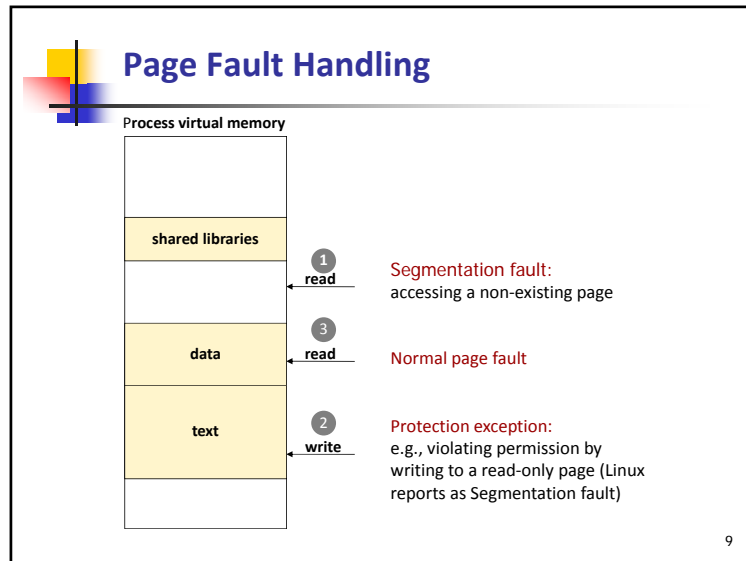 Page Fault Handling
Process virtual memory
shared libraries
1
read
Segmentation fault:
accessing a non-existing page
3
data
read
Normal page fault
text
2
write
Protection exception:
e.g., violating permission by
writing to a read-only page (Linux
reports as Segmentation fault)
9